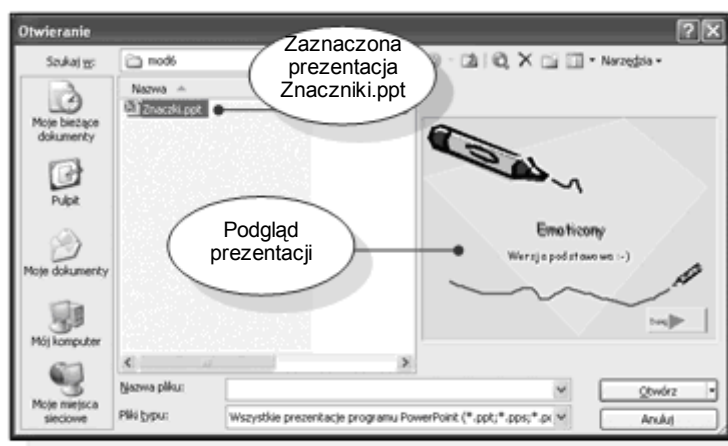 Otwieranie
Szukaj w:
mod6
Narzędzia
Zaznaczona
prezentacja
Znaczniki.ppt
Nazwa
Znaczki.ppt
Moje bieżące
dokumenty
Pulpit
Moje dokumenty
Mój komputer
Moje miejsca
sieciowe
Podgląd
prezentacji
Emoticony
Wersja podstawowa :-)
Nazwa pliku:
Otwórz
Pliki typu:
Wszystkie prezentacje programu PowerPoint (*.ppt;*.pps;*.po
Anuluj